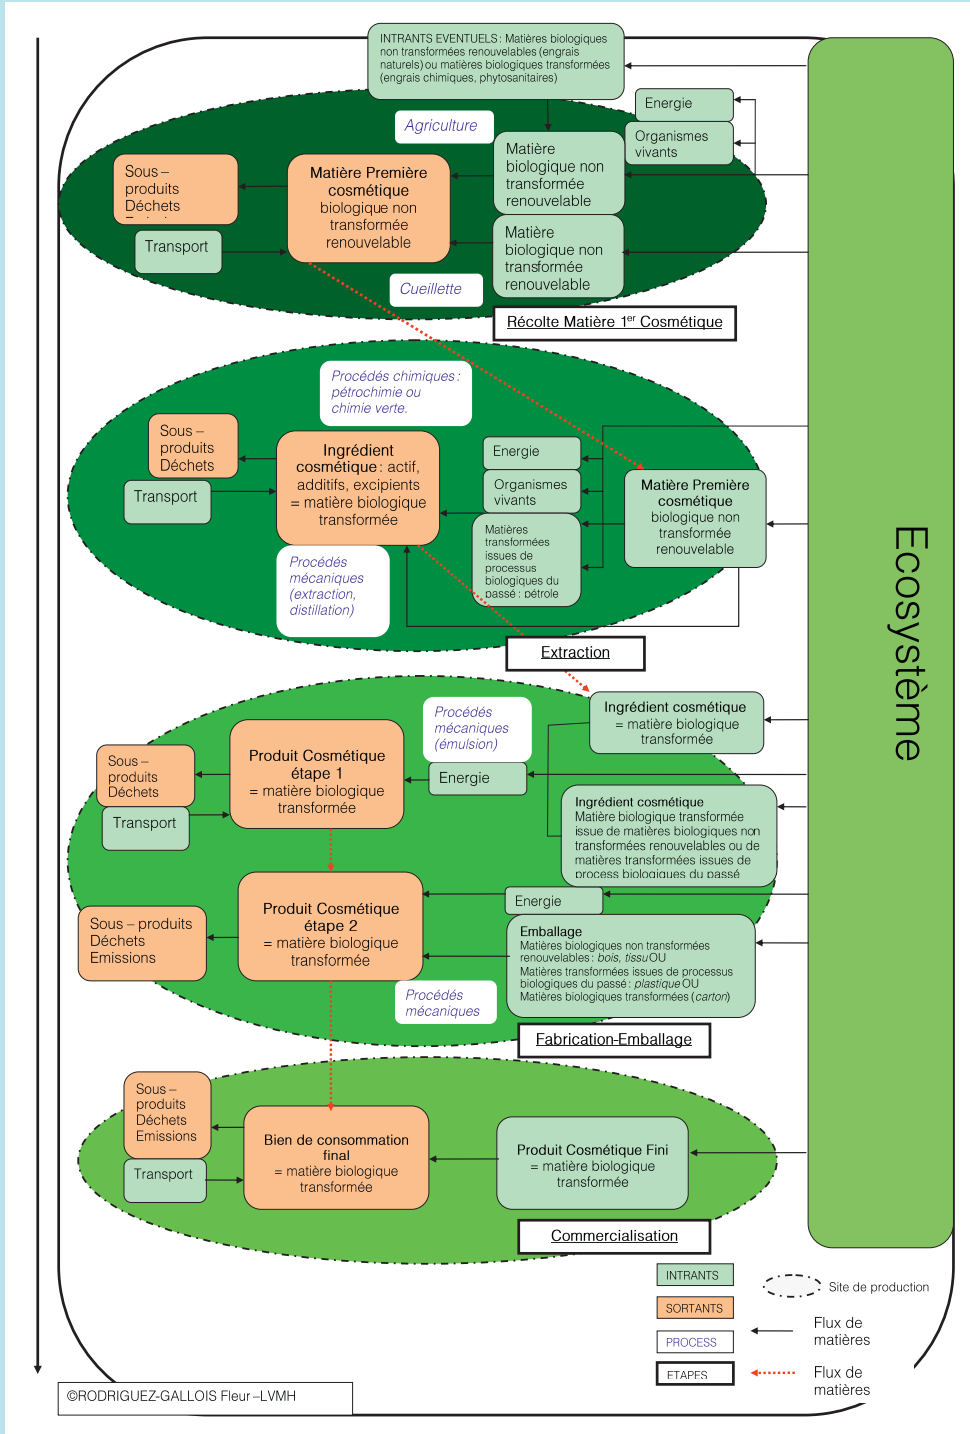 INTRANTS EVENTUELS : Matières biologiques
non transformées renouvelables (engrais
naturels) ou matières biologiques transformées
(engrais chimiques, phytosanitaires)
Energie
Organismes
vivants
Agriculture
Matière
biologique non
transformée
renouvelable
Matière Première
cosmétique
biologique non
transformée
renouvelable
Sous –
produits
Déchets
Transport
Matière
biologique non
transformée
renouvelable
Cueillette
Récolte Matière 1er Cosmétique
Procédés chimiques :
pétrochimie ou
chimie verte.
Sous –
produits
Déchets
Transport
Ingrédient
cosmétique : actif,
additifs, excipients
= matière biologique
transformée
Energie
Organismes
vivants
Matières
transformées
issues de
processus
biologiques du
passé : pétrole
Matière Première
cosmétique
biologique non
transformée
renouvelable
Procédés
mécaniques
(extraction,
distillation)
Extraction
Ecosystème
Ingrédient cosmétique
= matière biologique
transformée
Procédés
mécaniques
(émulsion)
Produit Cosmétique
étape 1
= matière biologique
transformée
Energie
Sous –
produits
Déchets
Transport
Ingrédient cosmétique
Matière biologique transformée
issue de matières biologiques non
transformées renouvelables ou de
matières transformées issues de
process biologiques du passé
Produit Cosmétique
étape 2
= matière biologique
transformée
Energie
Sous – produits
Déchets
Emissions
Emballage
Matières biologiques non transformées
renouvelables : bois, tissu OU
Matières transformées issues de processus
biologiques du passé : plastique OU
Matières biologiques transformées (carton)
Procédés
mécaniques
Fabrication-Emballage
Sous –
produits
Déchets
Emissions
Transport
Bien de consommation
final
= matière biologique
transformée
Produit Cosmétique Fini
= matière biologique
transformée
Commercialisation
INTRANTS
SORTANTS
PROCESS
ETAPES
Site de production
Flux de
matières
Flux de
matières
©RODRIGUEZ-GALLOIS Fleur –LVMH